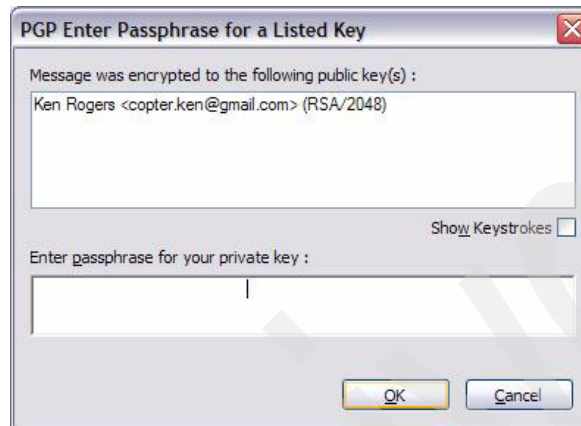 PGP Enter Passphrase for a Listed Key
Message was encrypted to the following public key(s) :
Ken Rogers <copter.ken@gmail.com> (RSA/2048)
Show Keystrokes
Enter passphrase for your private key :
OK
Cancel